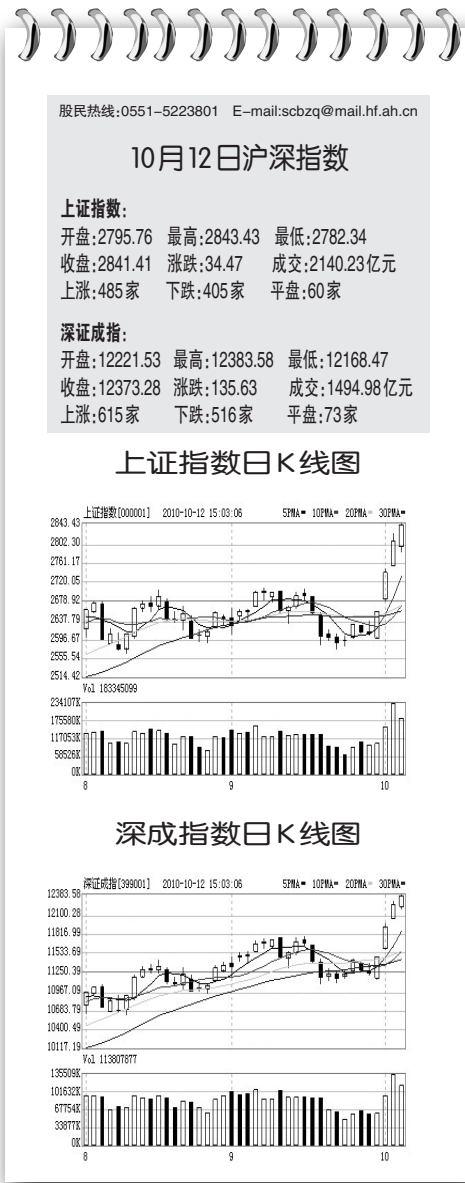 股民热线:0551-5223801 E-mail:scbzq@mail.hf.ah.cn
10月12日沪深指数
上证指数:
开盘:2795.76 最高:2843.43 最低:2782.34
收盘:2841.41 涨跌:34.47 成交:2140.23亿元
上涨:485家 下跌:405家 平盘:60家
深证成指:
开盘:12221.53 最高:12383.58 最低:12168.47
收盘:12373.28 涨跌:135.63 成交:1494.98亿元
上涨:615家 下跌:516家 平盘:73家
上证指数日K线图
上证指数[000001] 2010-10-12 15:03:06 5PMA 10PMA 20PMA 30PMA
2843.43
2802.30
2761.17
2720.05
2678.92
2637.79
2596.67
2555.54
2514.42
Vol 183345099
234107K
175580K
117053K
58526K
0K
8 9 10
深成指数日K线图
深证成指[399001] 2010-10-12 15:03:06 5PMA 10PMA 20PMA 30PMA
12383.58
12100.28
11816.99
11533.69
11250.39
10967.09
10683.79
10400.49
10117.19
Vol 113807877
135509K
101632K
67754K
33877K
0K
8 9 10